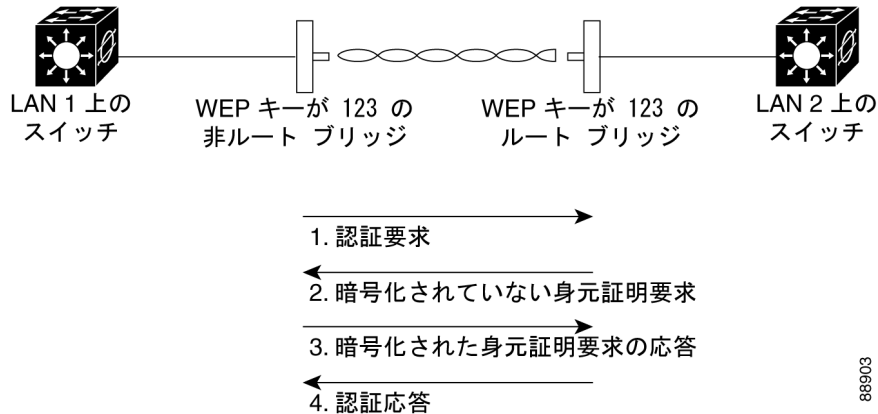 LAN 1 上の
スイッチ
WEP キーが 123 の
非ルート ブリッジ
WEP キーが 123 の
ルート ブリッジ
LAN 2 上の
スイッチ
1. 認証要求
2. 暗号化されていない身元証明要求
3. 暗号化された身元証明要求の応答
4. 認証応答
88903